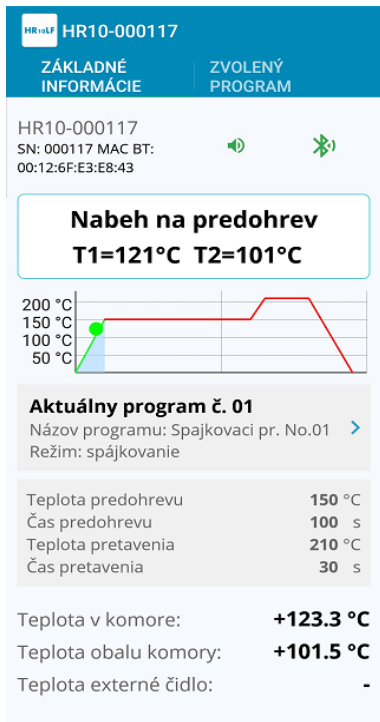 HR10LF HR10-000117
ZÁKLADNÉ INFORMÁCIE
ZVOLENÝ PROGRAM
HR10-000117
SN: 000117 MAC BT:
00:12:6F:E3:E8:43
Nabeh na predohrev
T1=121°C T2=101°C
200 °C
150 °C
100 °C
50 °C
Aktuálny program č. 01
Názov programu: Spajkovaci pr. No.01
Režim: spájkovanie
Teplota predohrevu 150 °C
Čas predohrevu 100 s
Teplota pretavenia 210 °C
Čas pretavenia 30 s
Teplota v komore: +123.3 °C
Teplota obalu komory: +101.5 °C
Teplota externé čidlo: -